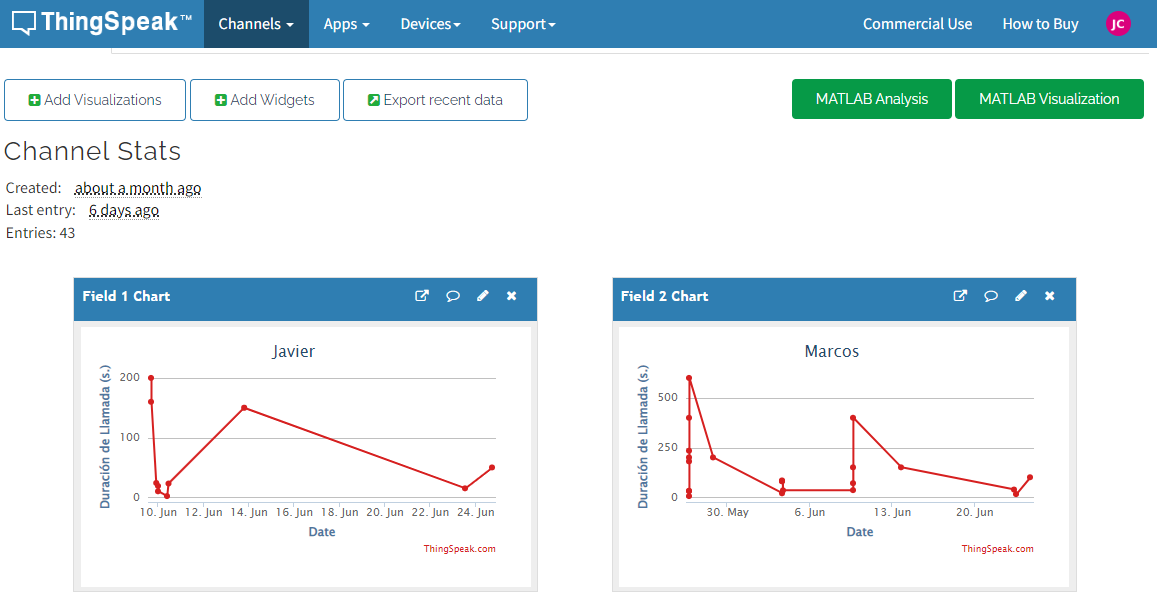 ThingSpeak™ Channels Apps Devices Support Commercial Use How to Buy JC
Add Visualizations Add Widgets Export recent data MATLAB Analysis MATLAB Visualization
Channel Stats
Created: about a month ago
Last entry: 6 days ago
Entries: 43
Field 1 Chart
Javier
Duración de Llamada (s.)
200
100
0
10. Jun 12. Jun 14. Jun 16. Jun 18. Jun 20. Jun 22. Jun 24. Jun
Date
ThingSpeak.com
Field 2 Chart
Marcos
Duración de Llamada (s.)
500
250
0
30. May 6. Jun 13. Jun 20. Jun
Date
ThingSpeak.com